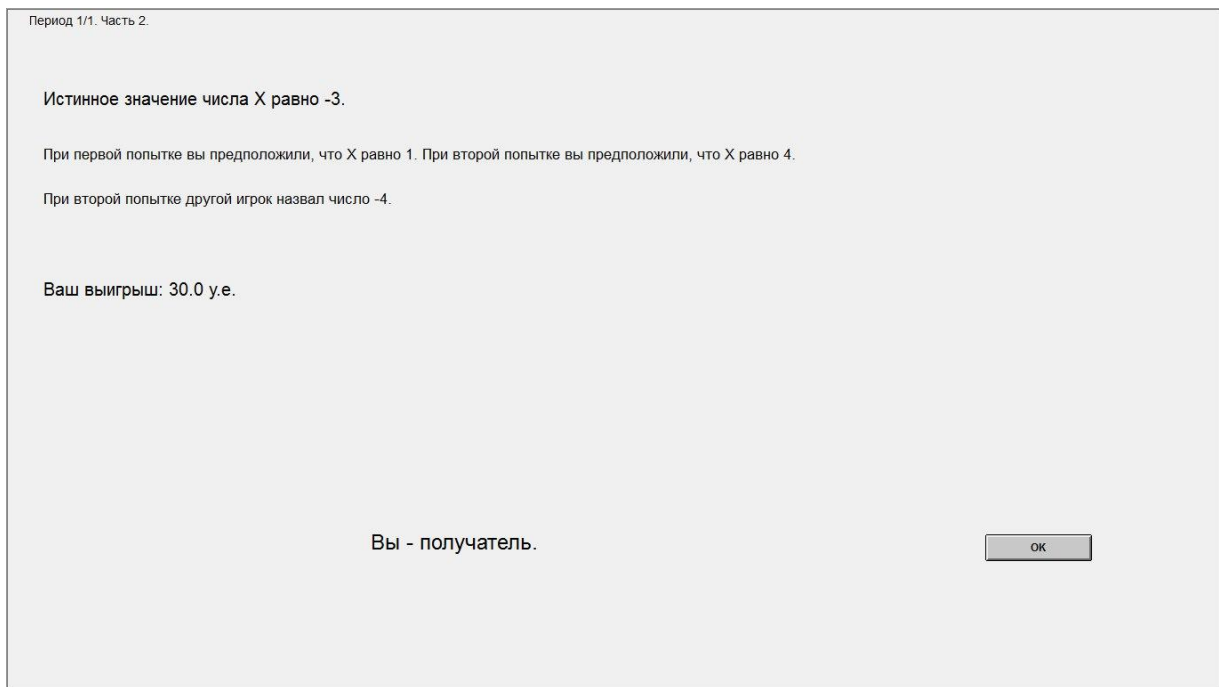 Период 1/1. Часть 2.
Истинное значение числа X равно -3.
При первой попытке вы предположили, что X равно 1. При второй попытке вы предположили, что X равно 4.
При второй попытке другой игрок назвал число -4.
Ваш выигрыш: 30.0 у.е.
Вы - получатель.
ОК